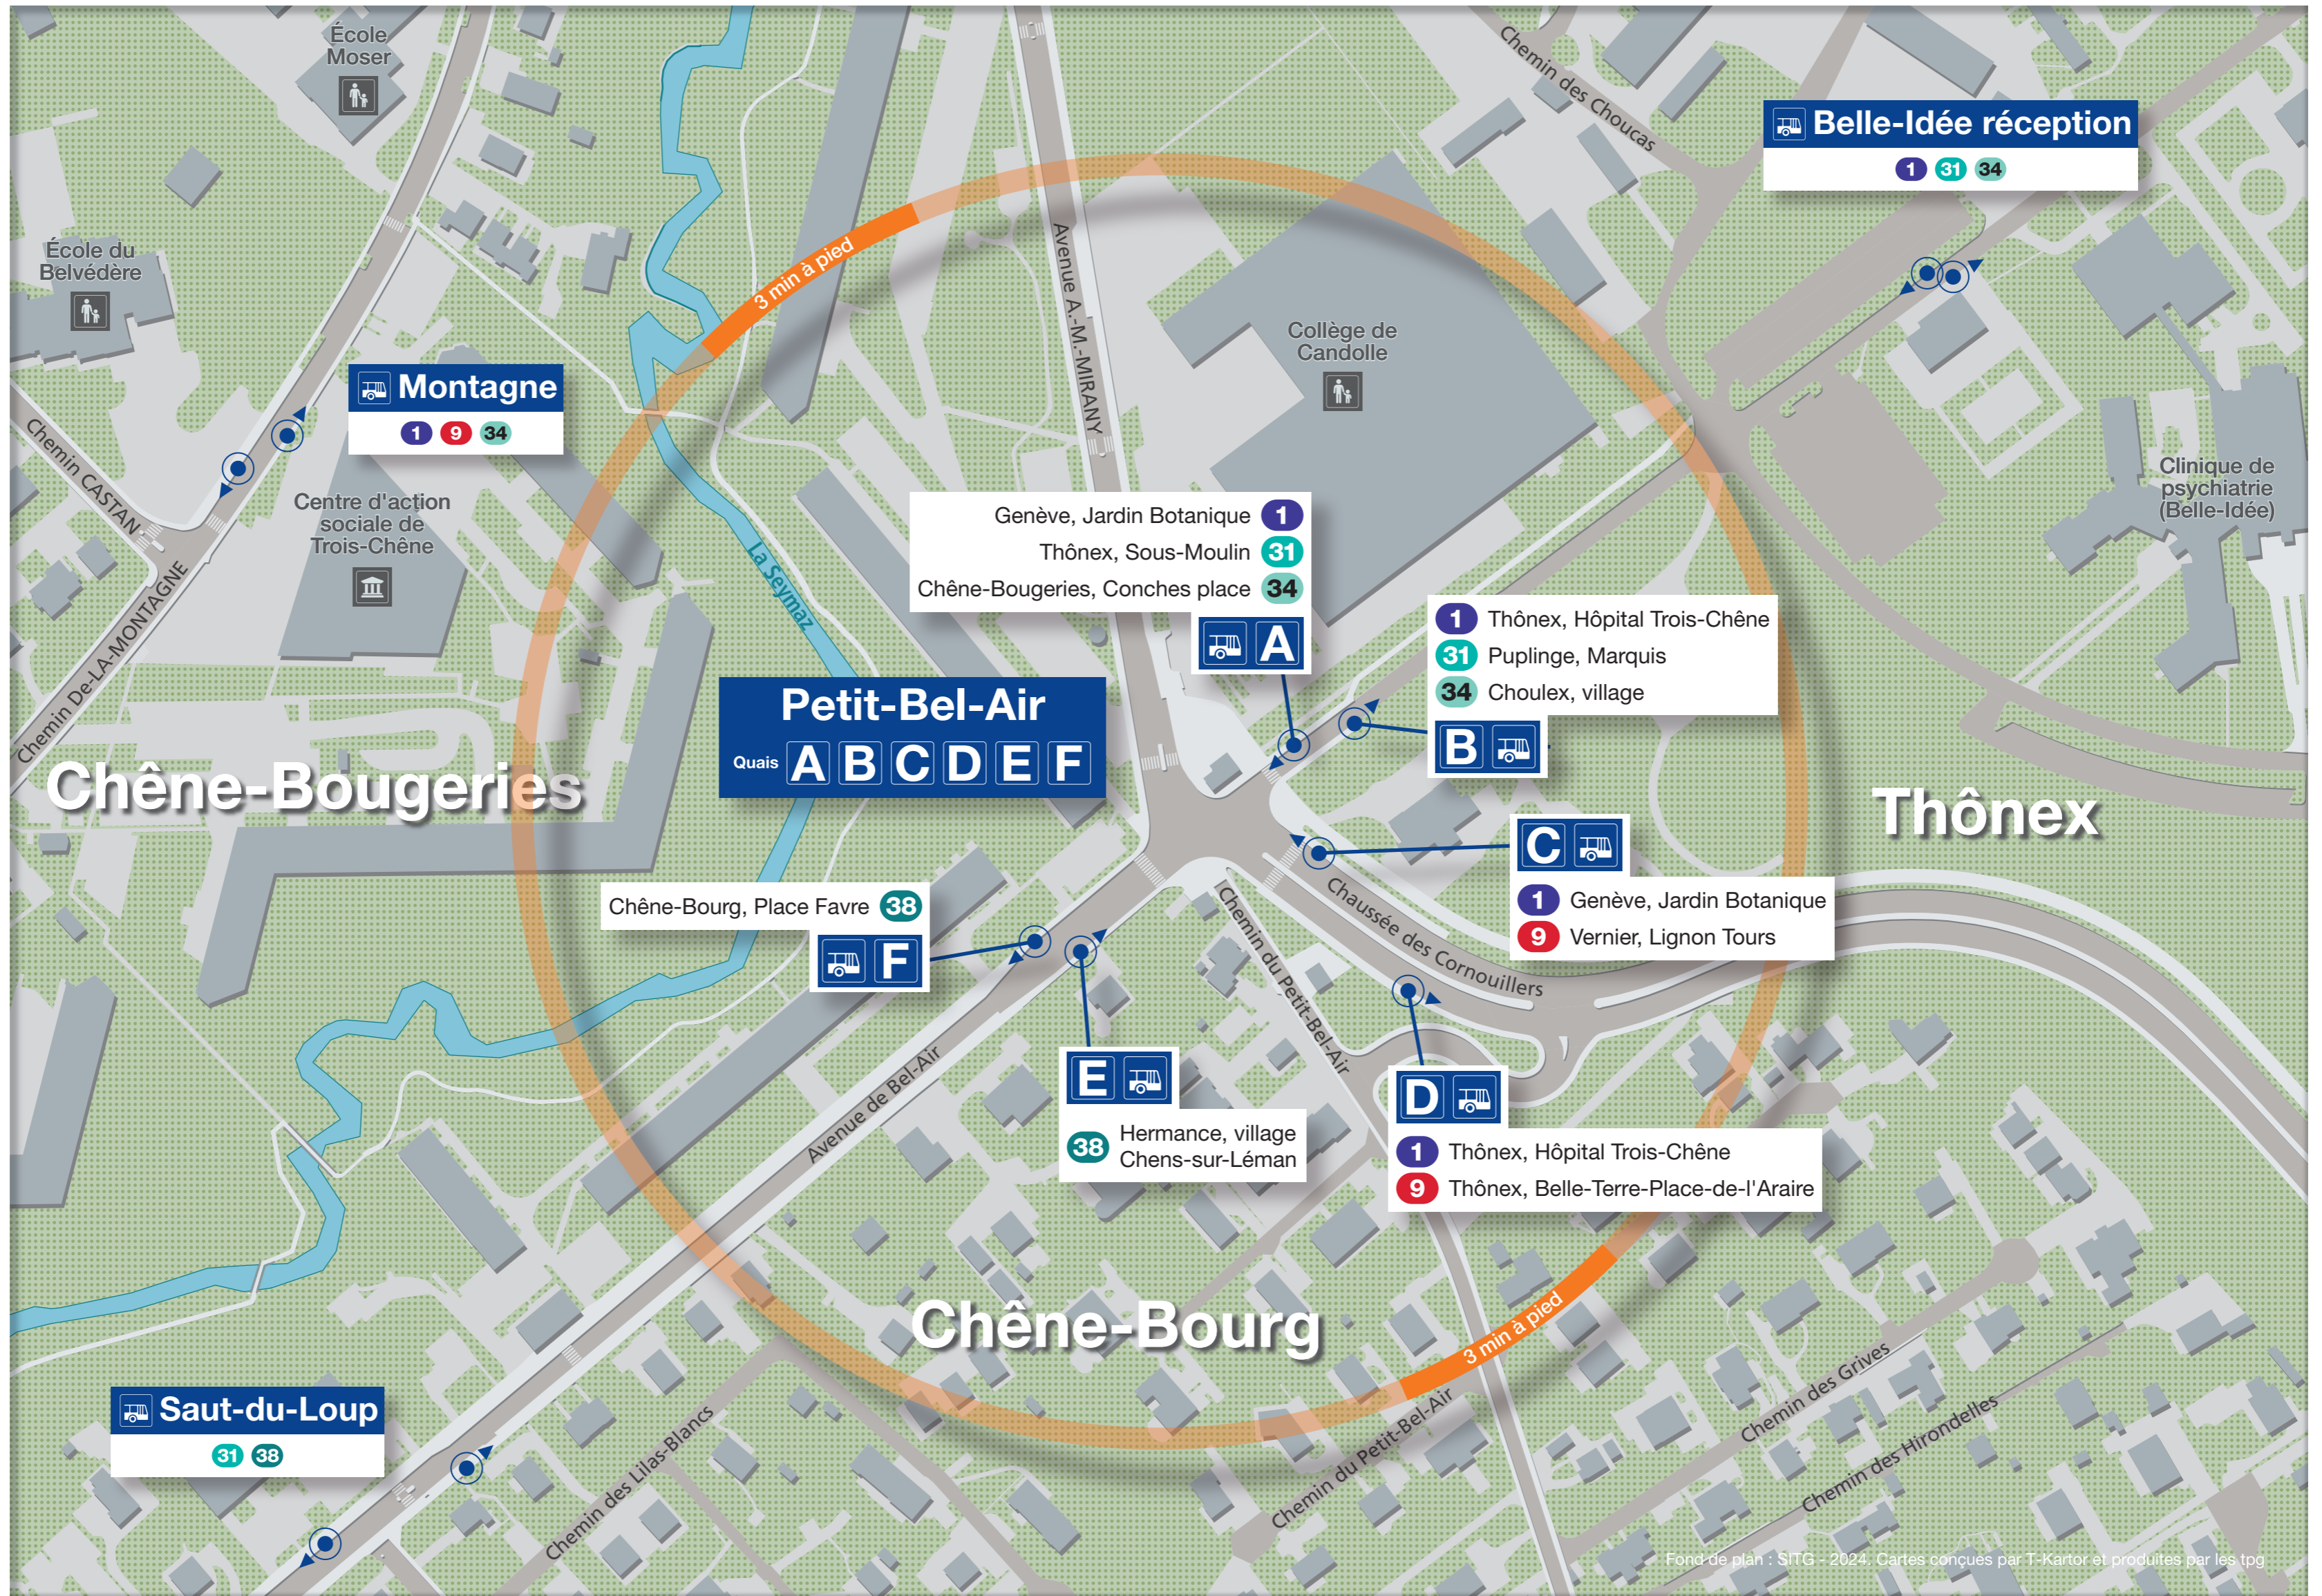 École
Moser
Chemin des Choucas
Belle-Idée réception
1 31 34
École du
Belvédère
3 min à pied
Avenue A.-M.-MIRANY
Collège de
Candolle
Montagne
1 9 34
Chemin CASTAN
Centre d'action
sociale de
Trois-Chêne
Clinique de
psychiatrie
(Belle-Idée)
Genève, Jardin Botanique 1
Thônex, Sous-Moulin 31
Chêne-Bougeries, Conches place 34
A
La Seymaz
Chemin De-LA-MONTAGNE
1 Thônex, Hôpital Trois-Chêne
31 Puplinge, Marquis
34 Choulex, village
B
Petit-Bel-Air
Quais A B C D E F
Chêne-Bougeries
Thônex
C
1 Genève, Jardin Botanique
9 Vernier, Lignon Tours
Chêne-Bourg, Place Favre 38
F
Chaussée des Cornouillers
Chemin du Petit-Bel-Air
Avenue de Bel-Air
E
38 Hermance, village
Chens-sur-Léman
D
1 Thônex, Hôpital Trois-Chêne
9 Thônex, Belle-Terre-Place-de-l'Araire
Chêne-Bourg
3 min à pied
Saut-du-Loup
31 38
Chemin des Lilas-Blancs
Chemin du Petit-Bel-Air
Chemin des Grives
Chemin des Hirondelles
Fond de plan : SITG - 2024. Cartes conçues par T-Kartor et produites par les tpg